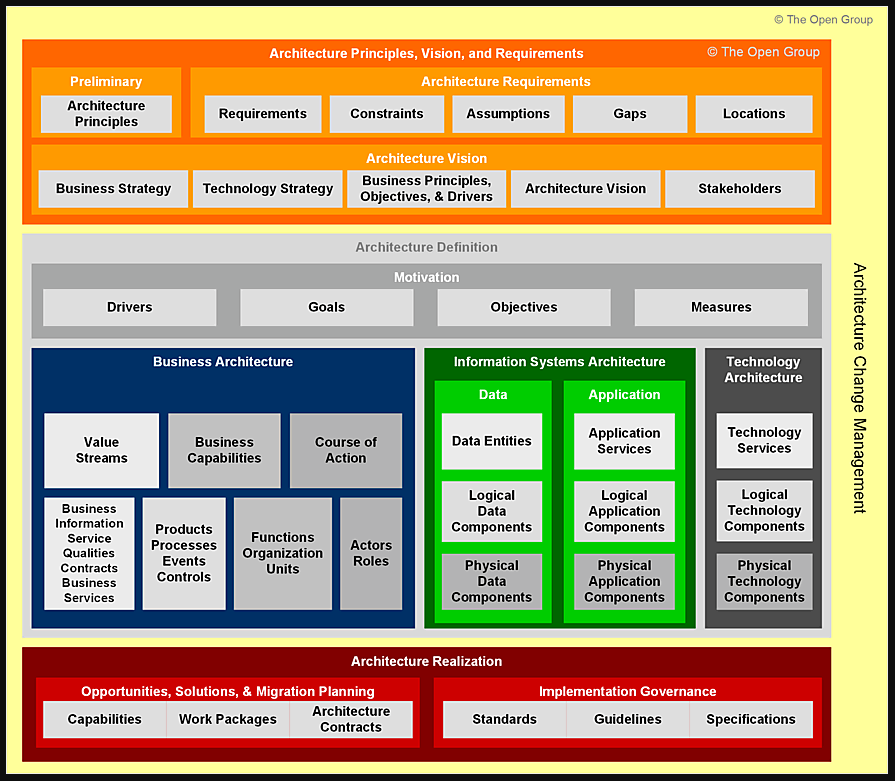 © The Open Group
Architecture Principles, Vision, and Requirements
© The Open Group
Preliminary
Architecture
Principles
Architecture Requirements
Requirements
Constraints
Assumptions
Gaps
Locations
Architecture Vision
Business Strategy
Technology Strategy
Business Principles,
Objectives, & Drivers
Architecture Vision
Stakeholders
Architecture Definition
Motivation
Drivers
Goals
Objectives
Measures
Business Architecture
Value
Streams
Business
Capabilities
Course of
Action
Business
Information
Service
Qualities
Contracts
Business
Services
Products
Processes
Events
Controls
Functions
Organization
Units
Actors
Roles
Information Systems Architecture
Data
Data Entities
Logical
Data
Components
Physical
Data
Components
Application
Application
Services
Logical
Application
Components
Physical
Application
Components
Technology
Architecture
Technology
Services
Logical
Technology
Components
Physical
Technology
Components
Architecture Realization
Opportunities, Solutions, & Migration Planning
Capabilities
Work Packages
Architecture
Contracts
Implementation Governance
Standards
Guidelines
Specifications
Architecture Change Management